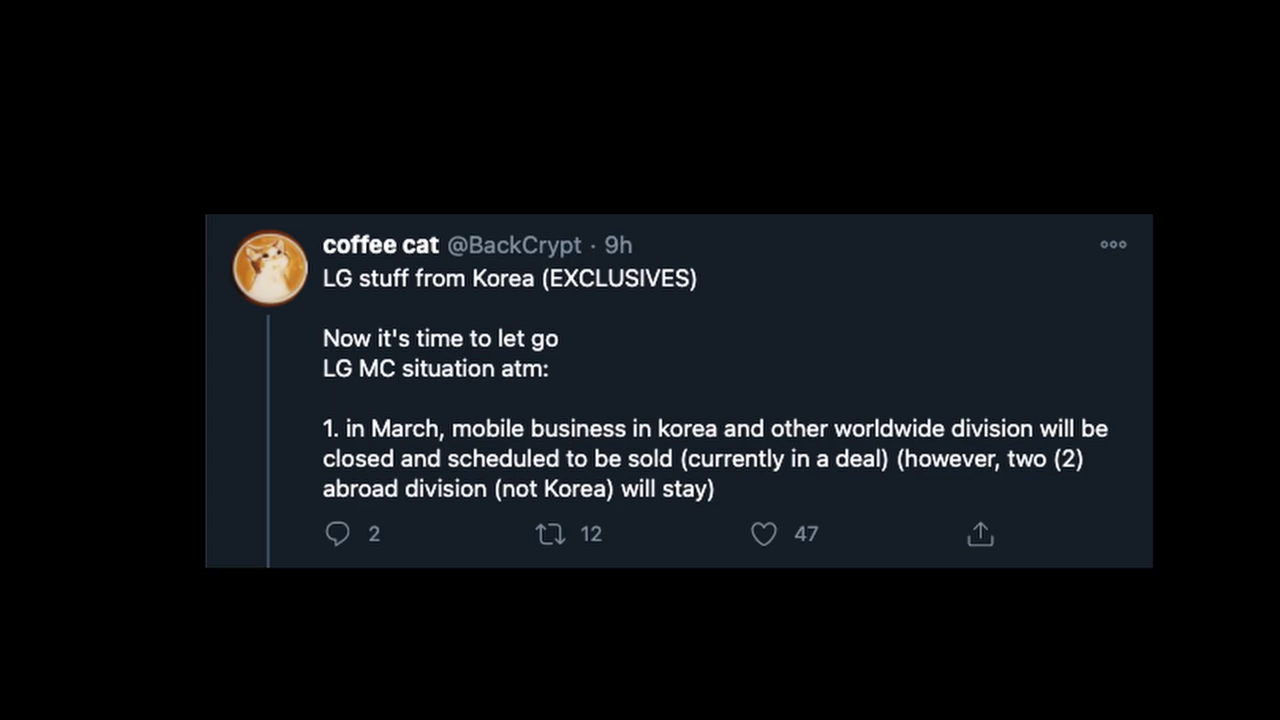 coffee cat @BackCrypt · 9h
LG stuff from Korea (EXCLUSIVES)
Now it's time to let go
LG MC situation atm:
1. in March, mobile business in korea and other worldwide division will be
closed and scheduled to be sold (currently in a deal) (however, two (2)
abroad division (not Korea) will stay)
2 12 47